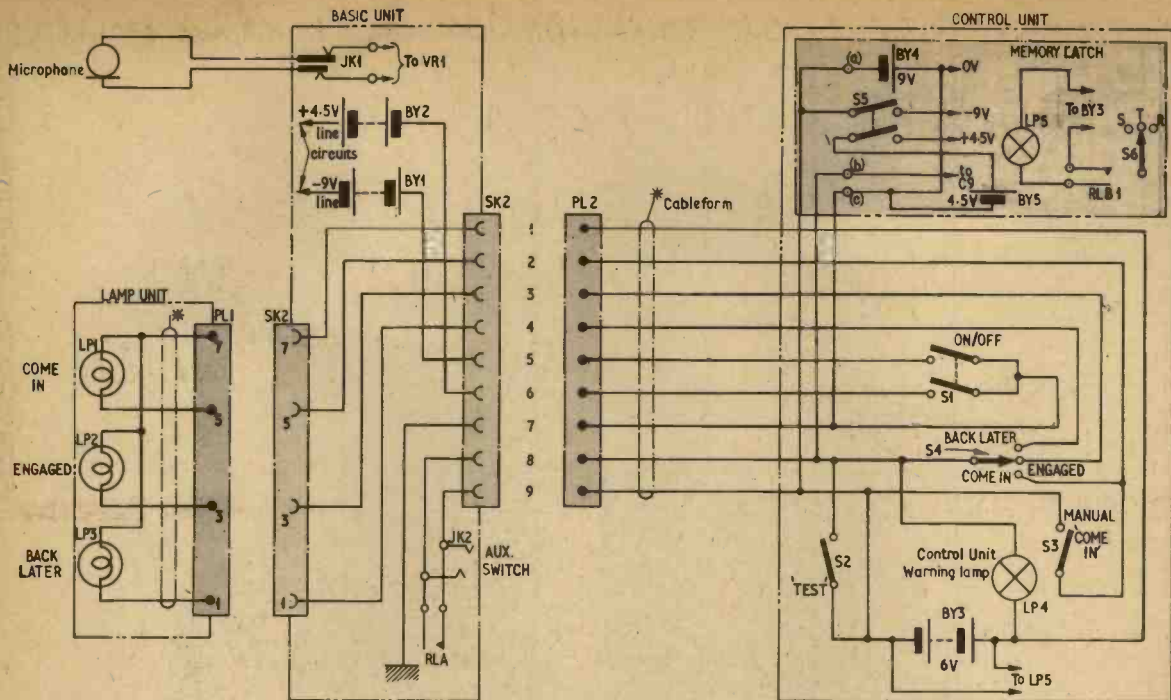 BASIC UNIT
CONTROL UNIT
Microphone
JK1
To VR1
+4.5V
line
BY2
circuits
-9V
line
BY1
SK2
PL2
* Cableform
1
2
3
4
5
6
7
8
9
(a)
BY4
9V
0V
MEMORY LATCH
S5
-9V
+4.5V
LP5
To BY3
S
T
R
S6
(b)
to
C9
(c)
4.5V
BY5
RLB1
LAMP UNIT
*
PL1
SK2
LP1
COME
IN
7
5
LP2
ENGAGED
3
LP3
BACK
LATER
1
7
5
3
1
JK2
AUX.
SWITCH
RLA
ON/OFF
S1
S4
BACK LATER
COME IN
ENGAGED
S2
'TEST'
Control Unit
Warning lamp
LP4
MANUAL
'COME
IN'
S3
BY3
6V
To LP5